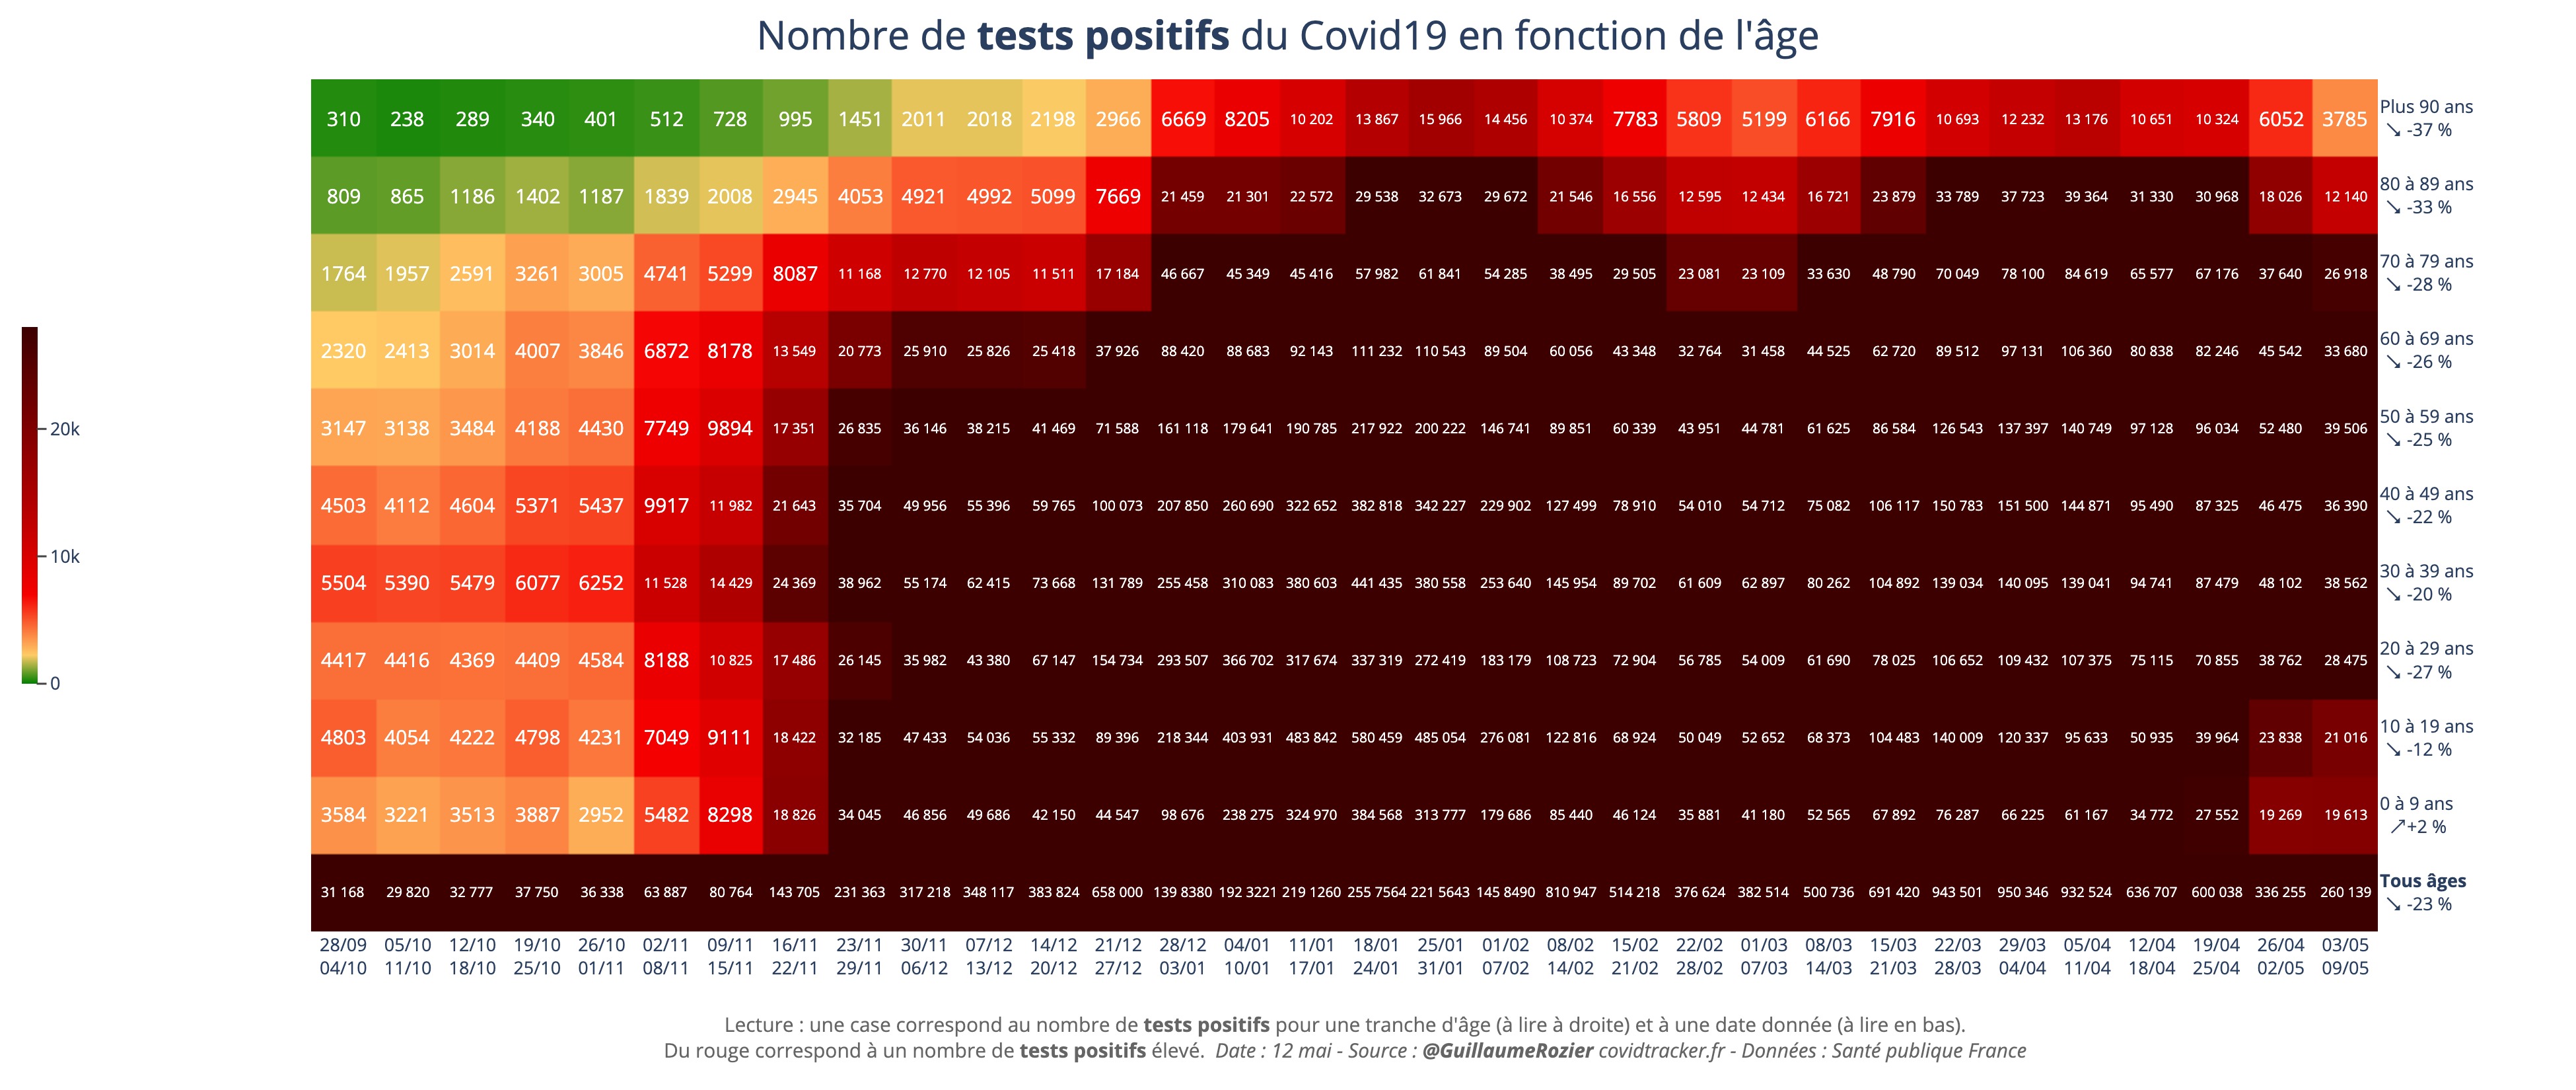 Nombre de tests positifs du Covid19 en fonction de l'âge
310 238 289 340 401 512 728 995 1451 2011 2018 2198 2966 6669 8205 10 202 13 867 15 966 14 456 10 374 7783 5809 5199 6166 7916 10 693 12 232 13 176 10 651 10 324 6052 3785 Plus 90 ans
↘ -37 %
809 865 1186 1402 1187 1839 2008 2945 4053 4921 4992 5099 7669 21 459 21 301 22 572 29 538 32 673 29 672 21 546 16 556 12 595 12 434 16 721 23 879 33 789 37 723 39 364 31 330 30 968 18 026 12 140 80 à 89 ans
↘ -33 %
1764 1957 2591 3261 3005 4741 5299 8087 11 168 12 770 12 105 11 511 17 184 46 667 45 349 45 416 57 982 61 841 54 285 38 495 29 505 23 081 23 109 33 630 48 790 70 049 78 100 84 619 65 577 67 176 37 640 26 918 70 à 79 ans
↘ -28 %
2320 2413 3014 4007 3846 6872 8178 13 549 20 773 25 910 25 826 25 418 37 926 88 420 88 683 92 143 111 232 110 543 89 504 60 056 43 348 32 764 31 458 44 525 62 720 89 512 97 131 106 360 80 838 82 246 45 542 33 680 60 à 69 ans
↘ -26 %
20k
3147 3138 3484 4188 4430 7749 9894 17 351 26 835 36 146 38 215 41 469 71 588 161 118 179 641 190 785 217 922 200 222 146 741 89 851 60 339 43 951 44 781 61 625 86 584 126 543 137 397 140 749 97 128 96 034 52 480 39 506 50 à 59 ans
↘ -25 %
4503 4112 4604 5371 5437 9917 11 982 21 643 35 704 49 956 55 396 59 765 100 073 207 850 260 690 322 652 382 818 342 227 229 902 127 499 78 910 54 010 54 712 75 082 106 117 150 783 151 500 144 871 95 490 87 325 46 475 36 390 40 à 49 ans
↘ -22 %
10k
5504 5390 5479 6077 6252 11 528 14 429 24 369 38 962 55 174 62 415 73 668 131 789 255 458 310 083 380 603 441 435 380 558 253 640 145 954 89 702 61 609 62 897 80 262 104 892 139 034 140 095 139 041 94 741 87 479 48 102 38 562 30 à 39 ans
↘ -20 %
4417 4416 4369 4409 4584 8188 10 825 17 486 26 145 35 982 43 380 67 147 154 734 293 507 366 702 317 674 337 319 272 419 183 179 108 723 72 904 56 785 54 009 61 690 78 025 106 652 109 432 107 375 75 115 70 855 38 762 28 475 20 à 29 ans
↘ -27 %
0
4803 4054 4222 4798 4231 7049 9111 18 422 32 185 47 433 54 036 55 332 89 396 218 344 403 931 483 842 580 459 485 054 276 081 122 816 68 924 50 049 52 652 68 373 104 483 140 009 120 337 95 633 50 935 39 964 23 838 21 016 10 à 19 ans
↘ -12 %
3584 3221 3513 3887 2952 5482 8298 18 826 34 045 46 856 49 686 42 150 44 547 98 676 238 275 324 970 384 568 313 777 179 686 85 440 46 124 35 881 41 180 52 565 67 892 76 287 66 225 61 167 34 772 27 552 19 269 19 613 0 à 9 ans
↗+2 %
31 168 29 820 32 777 37 750 36 338 63 887 80 764 143 705 231 363 317 218 348 117 383 824 658 000 139 8380 192 3221 219 1260 255 7564 221 5643 145 8490 810 947 514 218 376 624 382 514 500 736 691 420 943 501 950 346 932 524 636 707 600 038 336 255 260 139 Tous âges
↘ -23 %
28/09 05/10 12/10 19/10 26/10 02/11 09/11 16/11 23/11 30/11 07/12 14/12 21/12 28/12 04/01 11/01 18/01 25/01 01/02 08/02 15/02 22/02 01/03 08/03 15/03 22/03 29/03 05/04 12/04 19/04 26/04 03/05
04/10 11/10 18/10 25/10 01/11 08/11 15/11 22/11 29/11 06/12 13/12 20/12 27/12 03/01 10/01 17/01 24/01 31/01 07/02 14/02 21/02 28/02 07/03 14/03 21/03 28/03 04/04 11/04 18/04 25/04 02/05 09/05
Lecture : une case correspond au nombre de tests positifs pour une tranche d'âge (à lire à droite) et à une date donnée (à lire en bas).
Du rouge correspond à un nombre de tests positifs élevé. Date : 12 mai - Source : @GuillaumeRozier covidtracker.fr - Données : Santé publique France